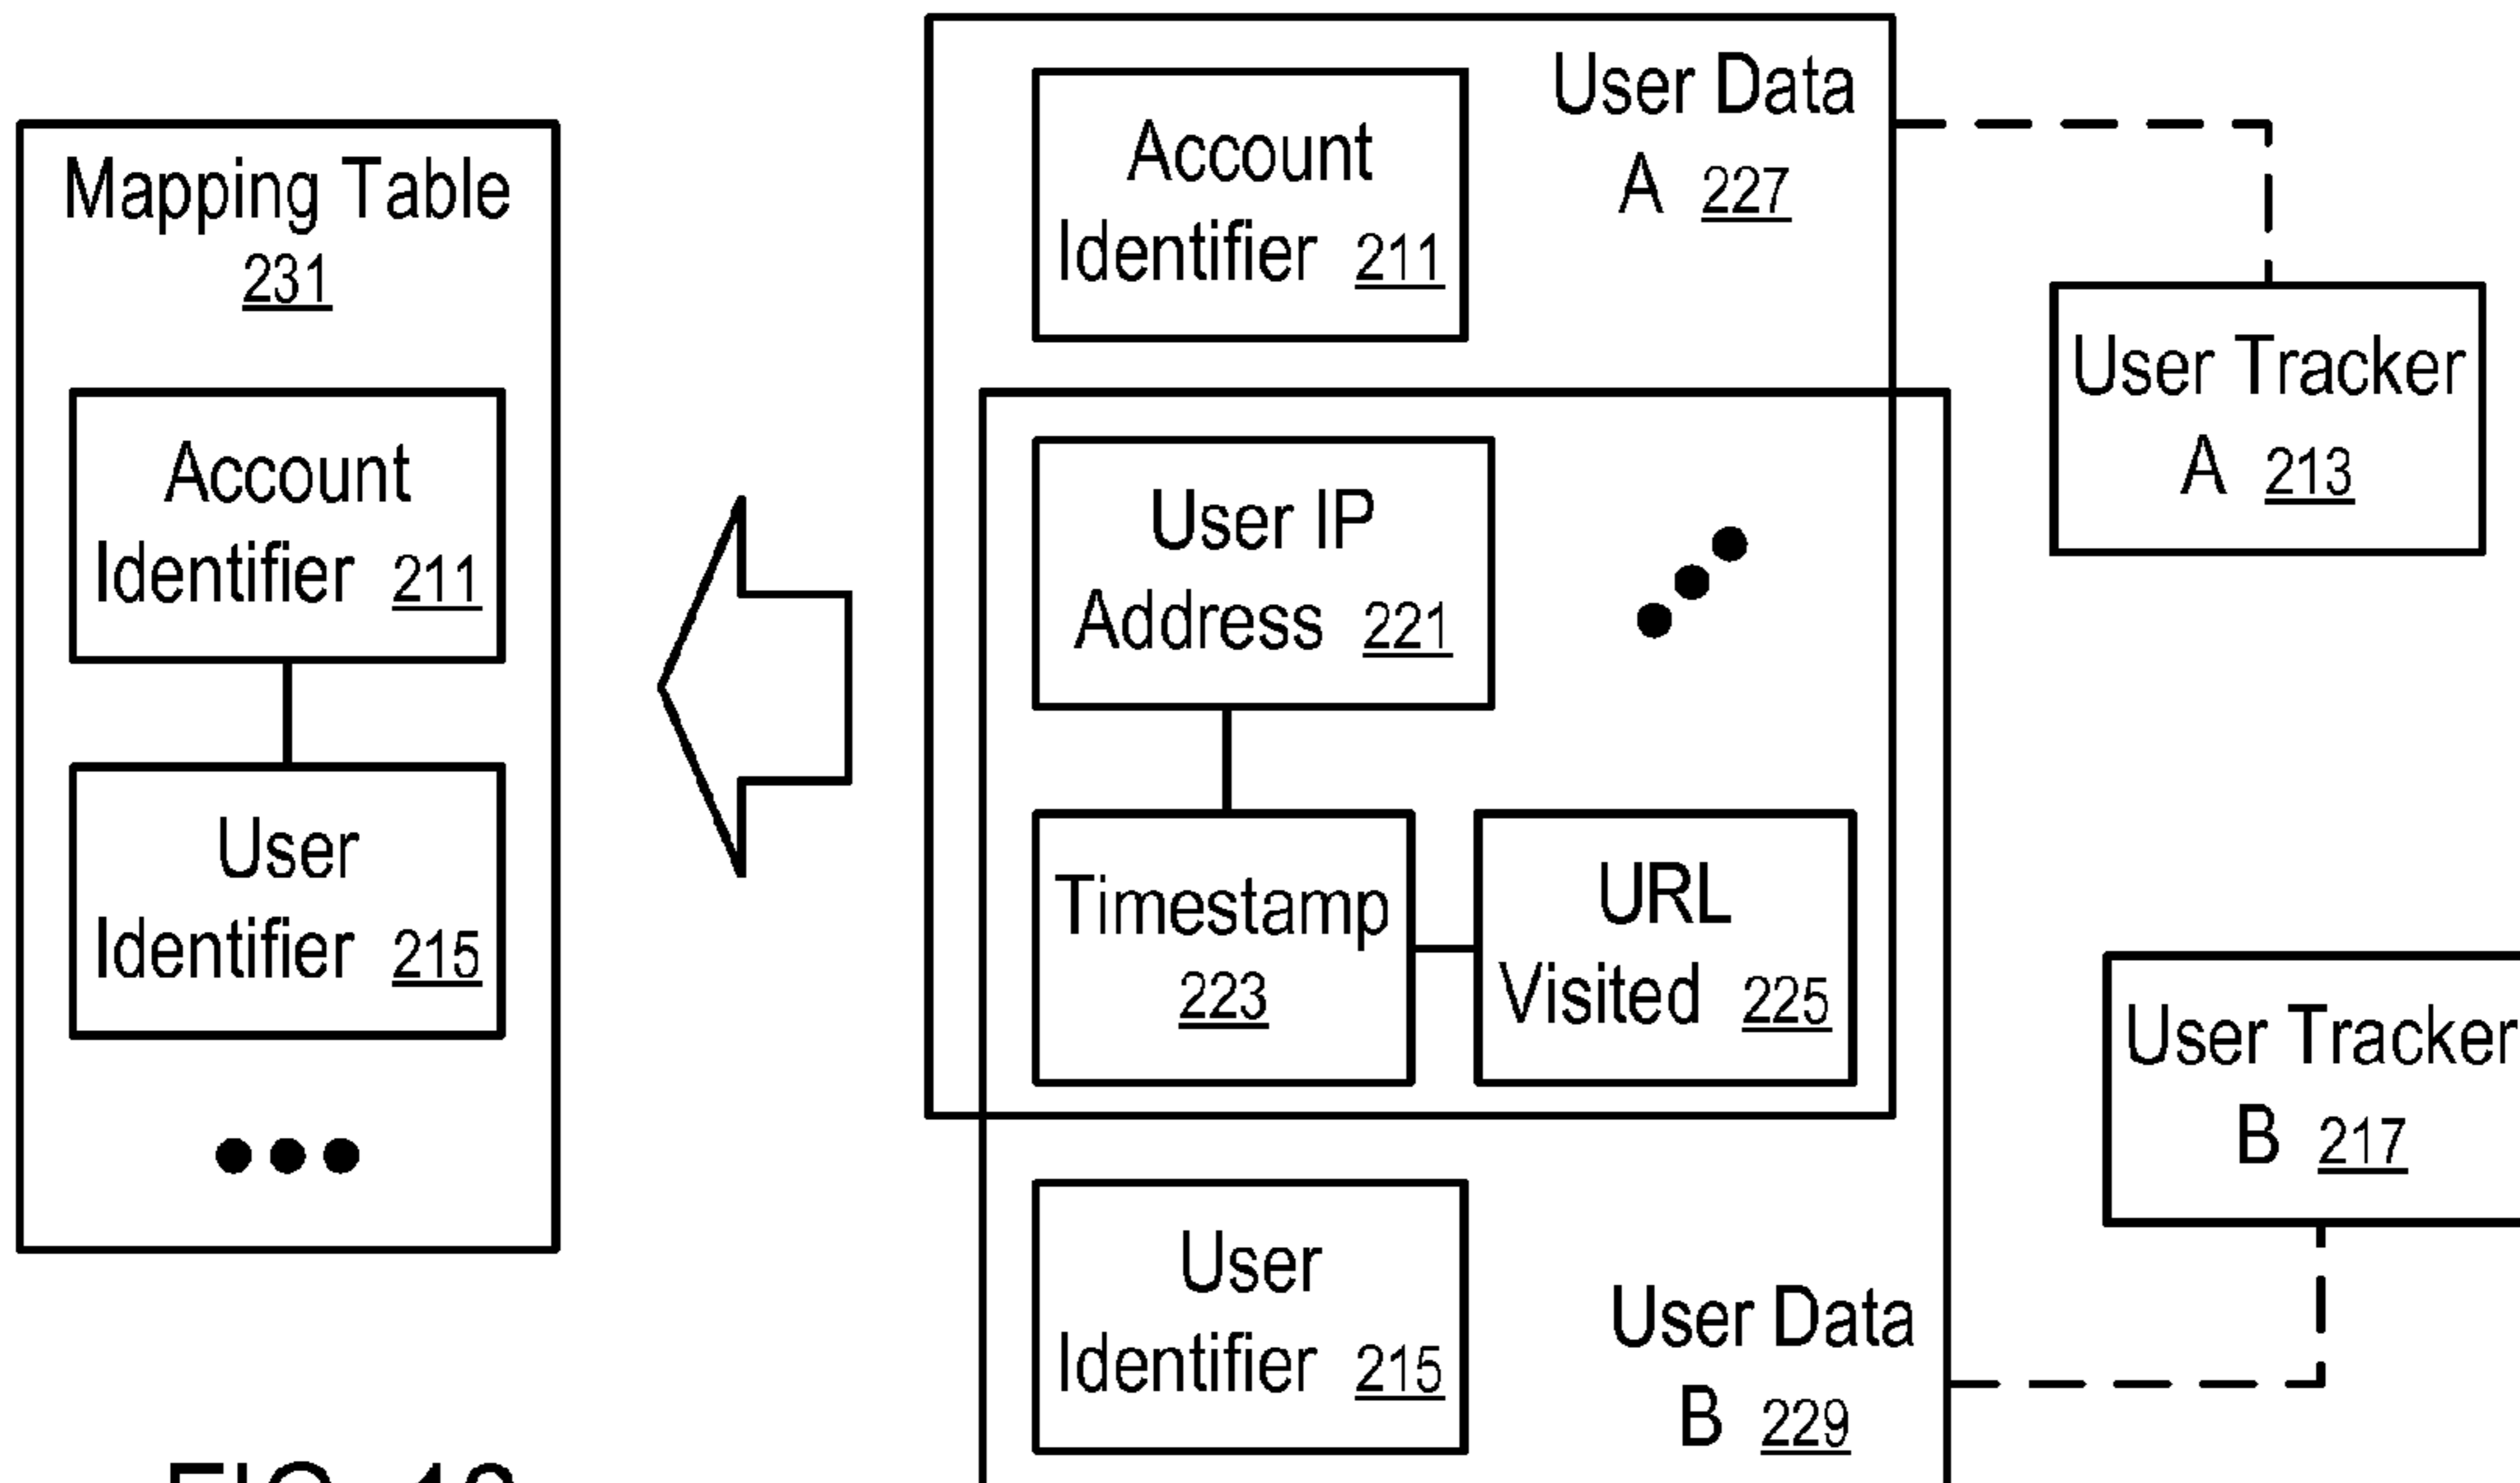 Mapping Table
231
Account
Identifier 211
User
Identifier 215
User Data
A 227
Account
Identifier 211
User IP
Address 221
Timestamp
223
URL
Visited 225
User
Identifier 215
User Data
B 229
User Tracker
A 213
User Tracker
B 217
FIG.